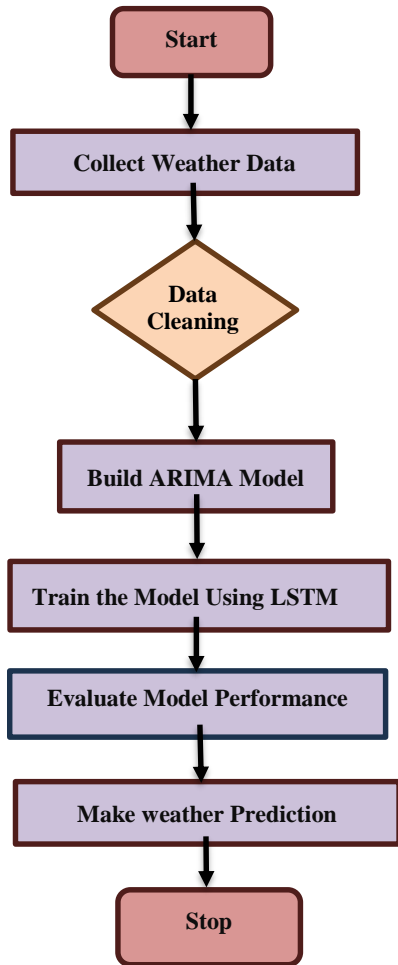 Start
Collect Weather Data
Data
Cleaning
Build ARIMA Model
Train the Model Using LSTM
Evaluate Model Performance
Make weather Prediction
Stop